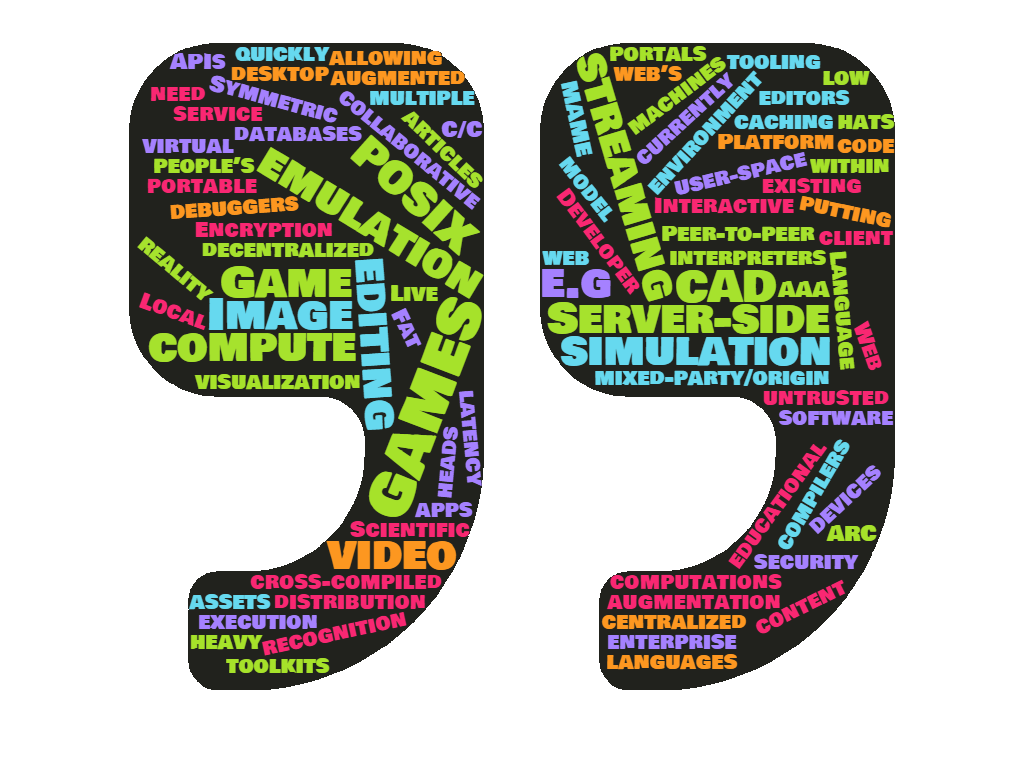 APIS
QUICKLY
ALLOWING
DESKTOP
AUGMENTED
NEED
SYMMETRIC
COLLABORATIVE
MULTIPLE
SERVICE
ARTICLES
C/C
DATABASES
VIRTUAL
POSIX
PEOPLE'S
EMULATION
PORTABLE
DEBUGGERS
ENCRYPTION
DECENTRALIZED
REALITY
GAME
EDITING
LIVE
LOCAL
IMAGE
FAT
COMPUTE
GAMES
VISUALIZATION
LATENCY
HEADS
APPS
SCIENTIFIC
VIDEO
CROSS-COMPILED
ASSETS
DISTRIBUTION
EXECUTION
HEAVY
RECOGNITION
TOOLKITS
STREAMING
PORTALS
WEB'S
MACHINES
TOOLING
LOW
MAME
CURRENTLY
ENVIRONMENT
EDITORS
CACHING
HATS
PLATFORM
CODE
MODEL
USER-SPACE
WITHIN
DEVELOPER
EXISTING
INTERACTIVE
PUTTING
PEER-TO-PEER
CLIENT
WEB
INTERPRETERS
LANGUAGE
E.G
CAD
AAA
SERVER-SIDE
WEB
SIMULATION
MIXED-PARTY/ORIGIN
UNTRUSTED
SOFTWARE
EDUCATIONAL
COMPILERS
DEVICES
ARC
SECURITY
COMPUTATIONS
AUGMENTATION
CONTENT
CENTRALIZED
ENTERPRISE
LANGUAGES